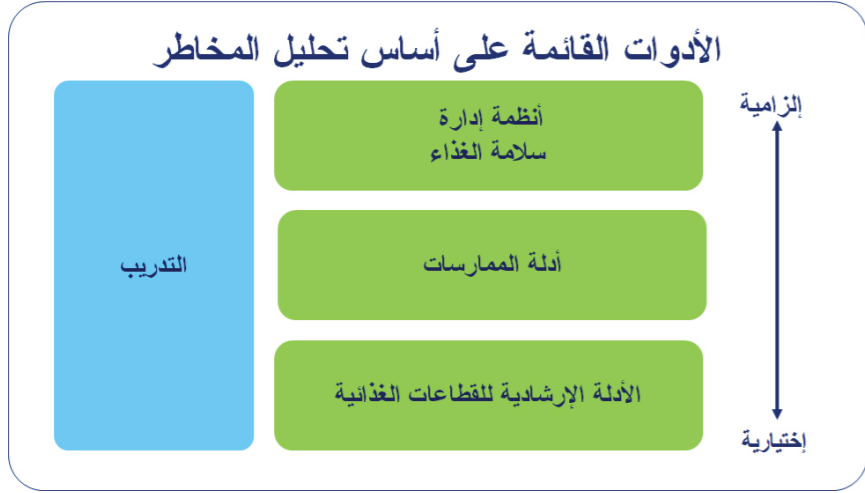 الأدوات القائمة على أساس تحليل المخاطر
إلزامية
أنظمة إدارة
سلامة الغذاء
أدلة الممارسات
التدريب
الأدلة الإرشادية للقطاعات الغذائية
إختيارية